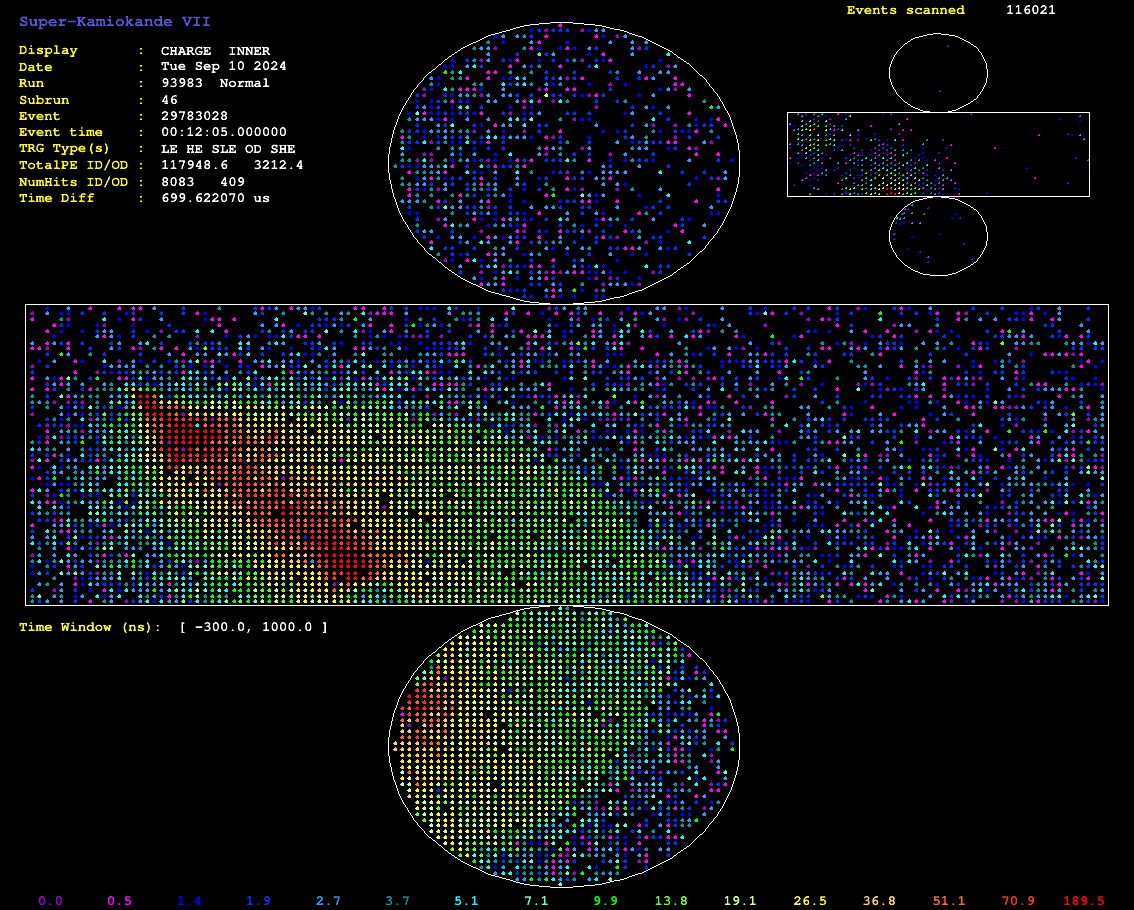 Super-Kamiokande VII
Display : CHARGE INNER
Date : Tue Sep 10 2024
Run : 93983 Normal
Subrun : 46
Event : 29783028
Event time : 00:12:05.000000
TRG Type(s) : LE HE SLE OD SHE
TotalPE ID/OD : 117948.6 3212.4
NumHits ID/OD : 8083 409
Time Diff : 699.622070 us
Events scanned 116021
Time Window (ns): [ -300.0, 1000.0 ]
0.0 0.5 1.4 1.9 2.7 3.7 5.1 7.1 9.9 13.8 19.1 26.5 36.8 51.1 70.9 189.5